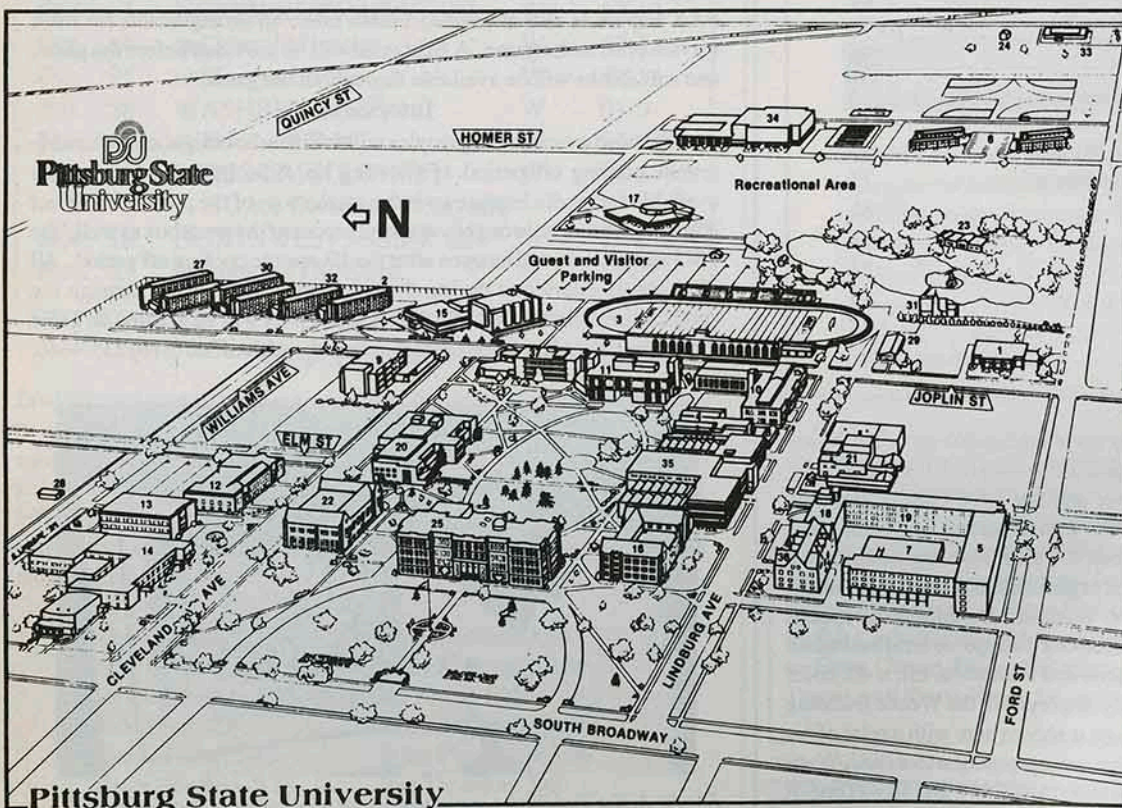 24
33
QUINCY ST
HOMER ST
34
6
PSU
Pittsburg State
University
N
Recreational Area
17
23
Guest and Visitor
Parking
26
27
30
32
2
15
3
31
29
1
9
11
WILLIAMS AVE
JOPLIN ST
ELM ST
20
21
28
12
35
13
22
18
19
14
25
16
7
5
CLEVELAND AVE
LINDBURG AVE
FORD ST
SOUTH BROADWAY
Pittsburg State University